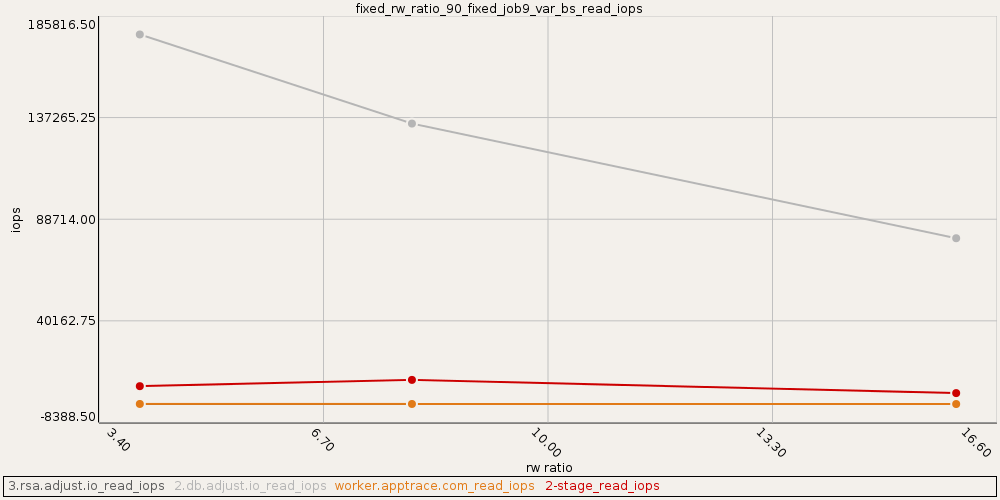 fixed_rw_ratio_90_fixed_job9_var_bs_read_iops
185816.50
137265.25
88714.00
40162.75
-8388.50
iops
3.40 6.70 10.00 13.30 16.60
rw ratio
3.rsa.adjust.io_read_iops 2.db.adjust.io_read_iops worker.apptrace.com_read_iops 2-stage_read_iops